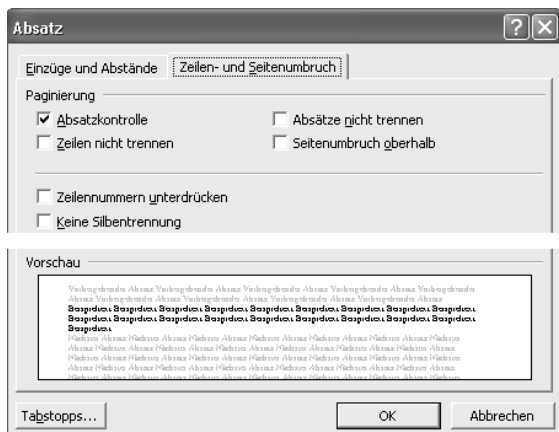 Absatz
Einzüge und Abstände Zeilen- und Seitenumbruch
Paginierung
Absatzkontrolle Absätze nicht trennen
Zeilen nicht trennen Seitenumbruch oberhalb
Zeilennummern unterdrücken
Keine Silbentrennung
Vorschau
Tabstopps... OK Abbrechen